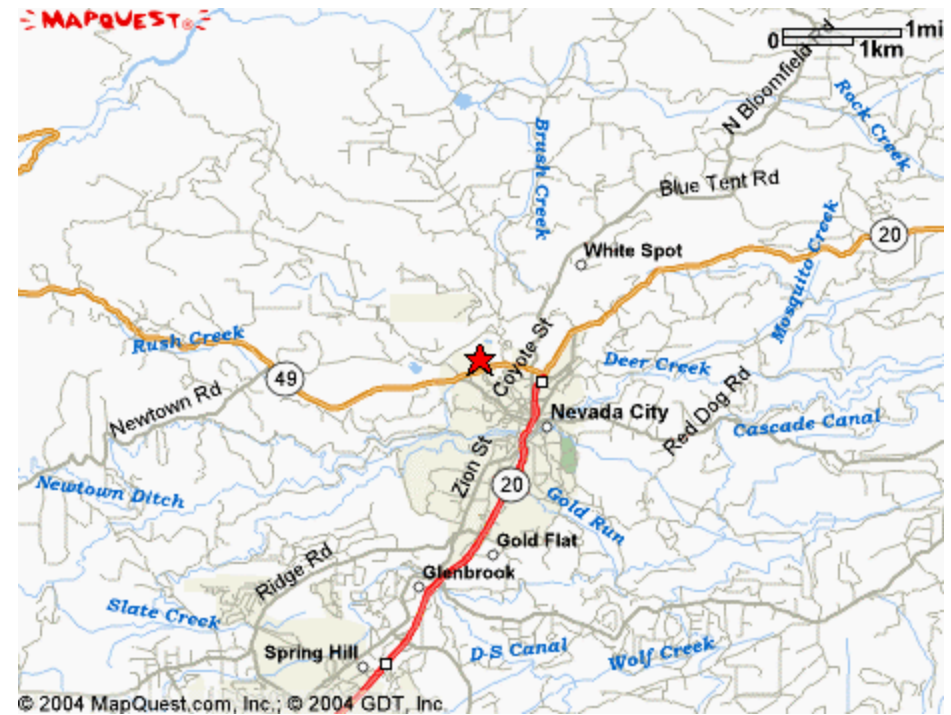 MAPQUEST®
0 1mi
1km
N Bloomfield Rd
Rock Creek
Brush Creek
Blue Tent Rd
20
White Spot
Mosquito Creek
Rush Creek
Coyote St
Deer Creek
49
Newtown Rd
Nevada City
Red Dog Rd
Cascade Canal
Zion St
20
Newtown Ditch
Gold Run
Gold Flat
Ridge Rd
Glenbrook
Slate Creek
Spring Hill
D-S Canal
Wolf Creek
© 2004 MapQuest.com, Inc.; © 2004 GDT, Inc.